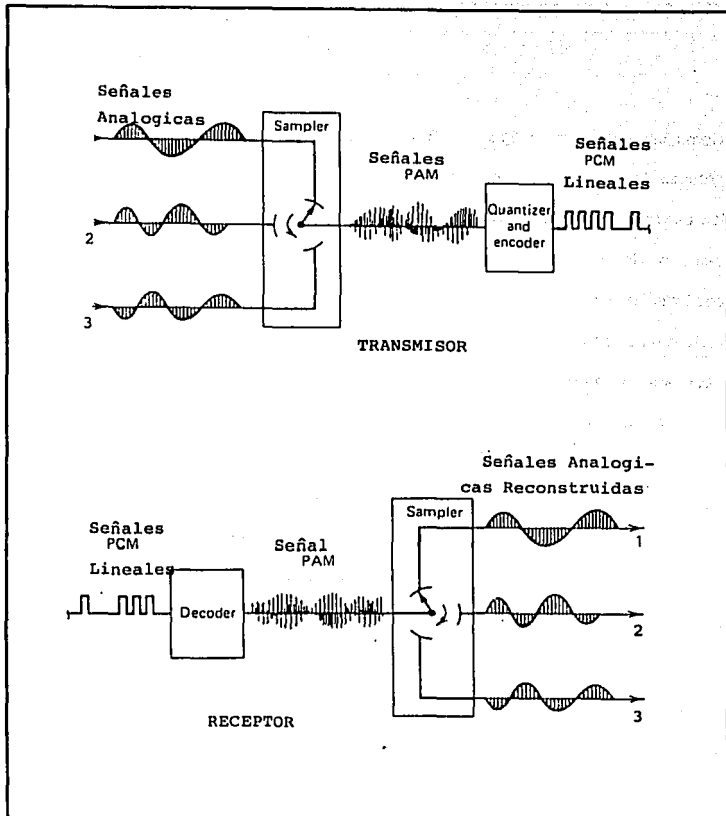 Señales
Analogicas
Sampler
Señales
PAM
Señales
PCM
Lineales
Quantizer
and
encoder
2
3
TRANSMISOR
Señales Analogi-
cas Reconstruidas
Sampler
Señales
PCM
Lineales
Señal
PAM
Decoder
1
2
3
RECEPTOR